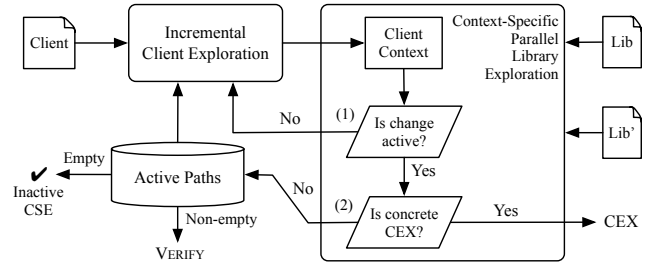 Client
Incremental
Client Exploration
Client
Context
Context-Specific
Parallel
Library
Exploration
Lib
No
(1)
Is change
active?
Lib'
Yes
Empty
✔
Inactive
CSE
Active Paths
No
(2)
Is concrete
CEX?
Yes
CEX
Non-empty
VERIFY